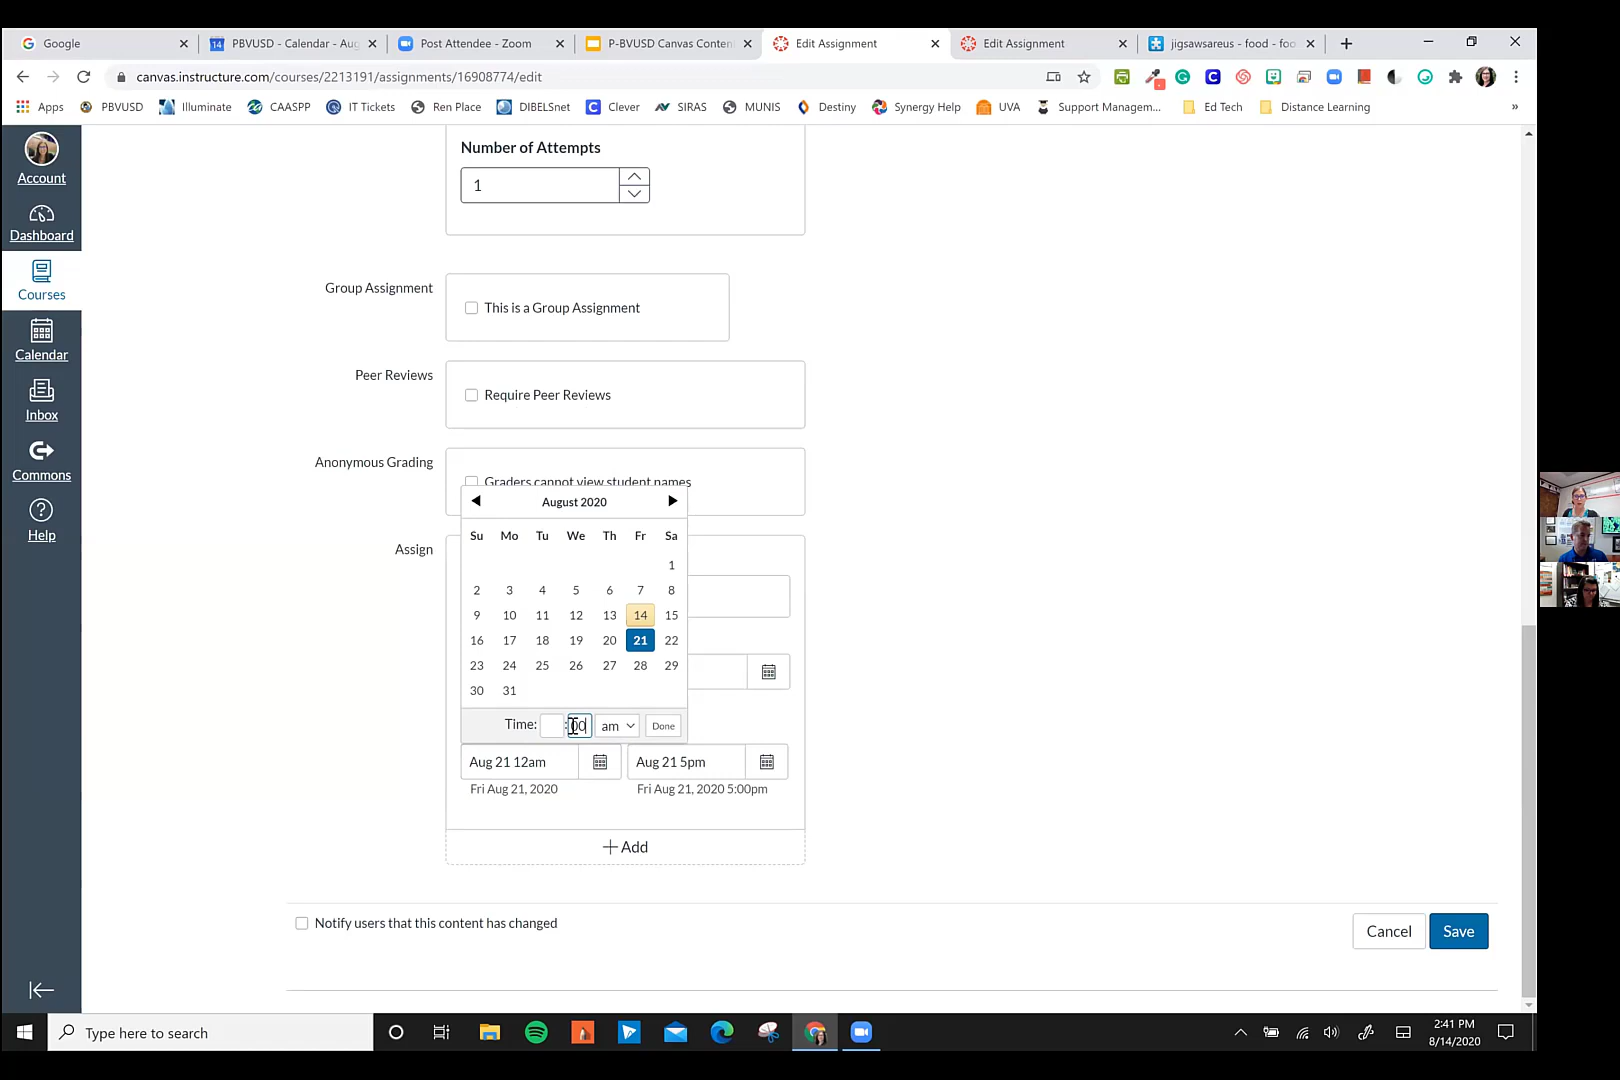 Google
PBVUSD - Calendar - Aug
Post Attendee - Zoom
P-BVUSD Canvas Conten
Edit Assignment
Edit Assignment
jigsawsareus - food - foo
canvas.instructure.com/courses/2213191/assignments/16908774/edit
Apps
PBVUSD
Illuminate
CAASPP
IT Tickets
Ren Place
DIBELSnet
Clever
SIRAS
MUNIS
Destiny
Synergy Help
UVA
Support Managem...
Ed Tech
Distance Learning
»
Account
Dashboard
Courses
Calendar
Inbox
Commons
Help
Number of Attempts
1
Group Assignment
This is a Group Assignment
Peer Reviews
Require Peer Reviews
Anonymous Grading
Graders cannot view student names
Assign
August 2020
Su Mo Tu We Th Fr Sa
1
2 3 4 5 6 7 8
9 10 11 12 13 14 15
16 17 18 19 20 21 22
23 24 25 26 27 28 29
30 31
Time: : 00 am Done
Aug 21 12am
Aug 21 5pm
Fri Aug 21, 2020
Fri Aug 21, 2020 5:00pm
+ Add
Notify users that this content has changed
Cancel
Save
Type here to search
2:41 PM
8/14/2020